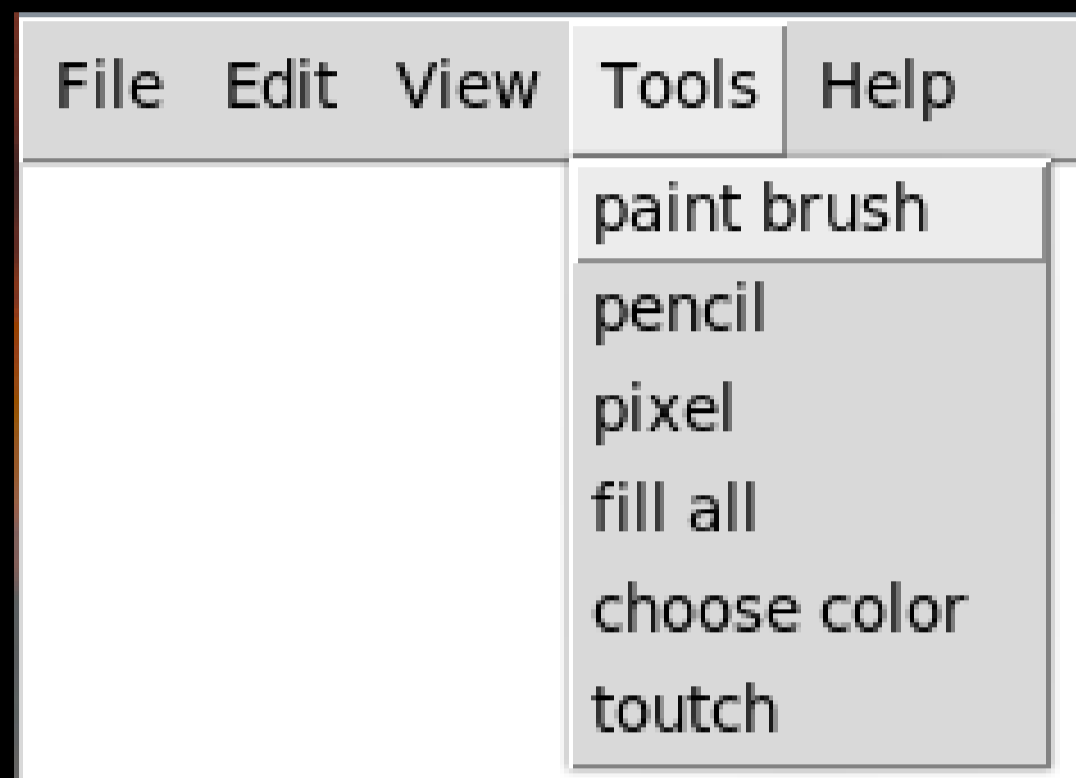 File Edit View Tools Help
paint brush
pencil
pixel
fill all
choose color
toutch